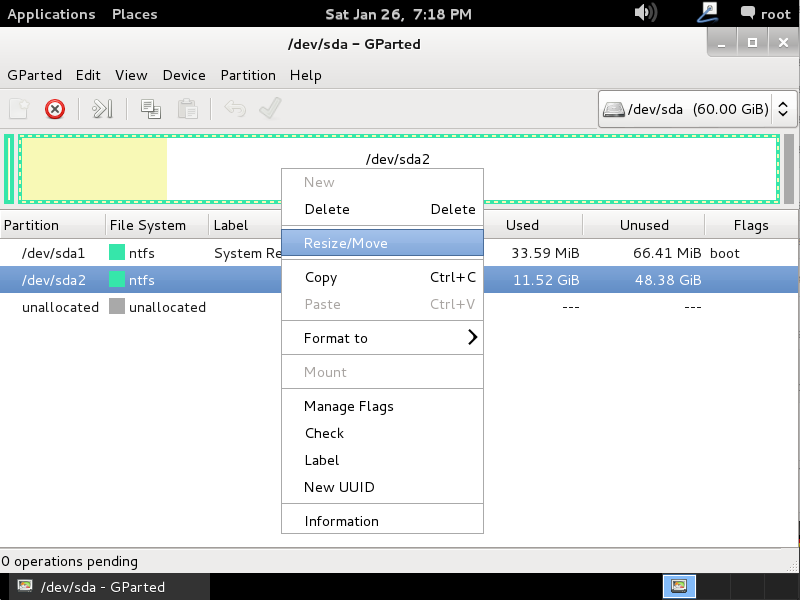 Applications Places Sat Jan 26, 7:18 PM root
/dev/sda - GParted
GParted Edit View Device Partition Help
/dev/sda (60.00 GiB)
/dev/sda2
Partition File System Label Used Unused Flags
/dev/sda1 ntfs System Re 33.59 MiB 66.41 MiB boot
/dev/sda2 ntfs 11.52 GiB 48.38 GiB
unallocated unallocated --- ---
New
Delete Delete
Resize/Move
Copy Ctrl+C
Paste Ctrl+V
Format to
Mount
Manage Flags
Check
Label
New UUID
Information
0 operations pending
/dev/sda - GParted